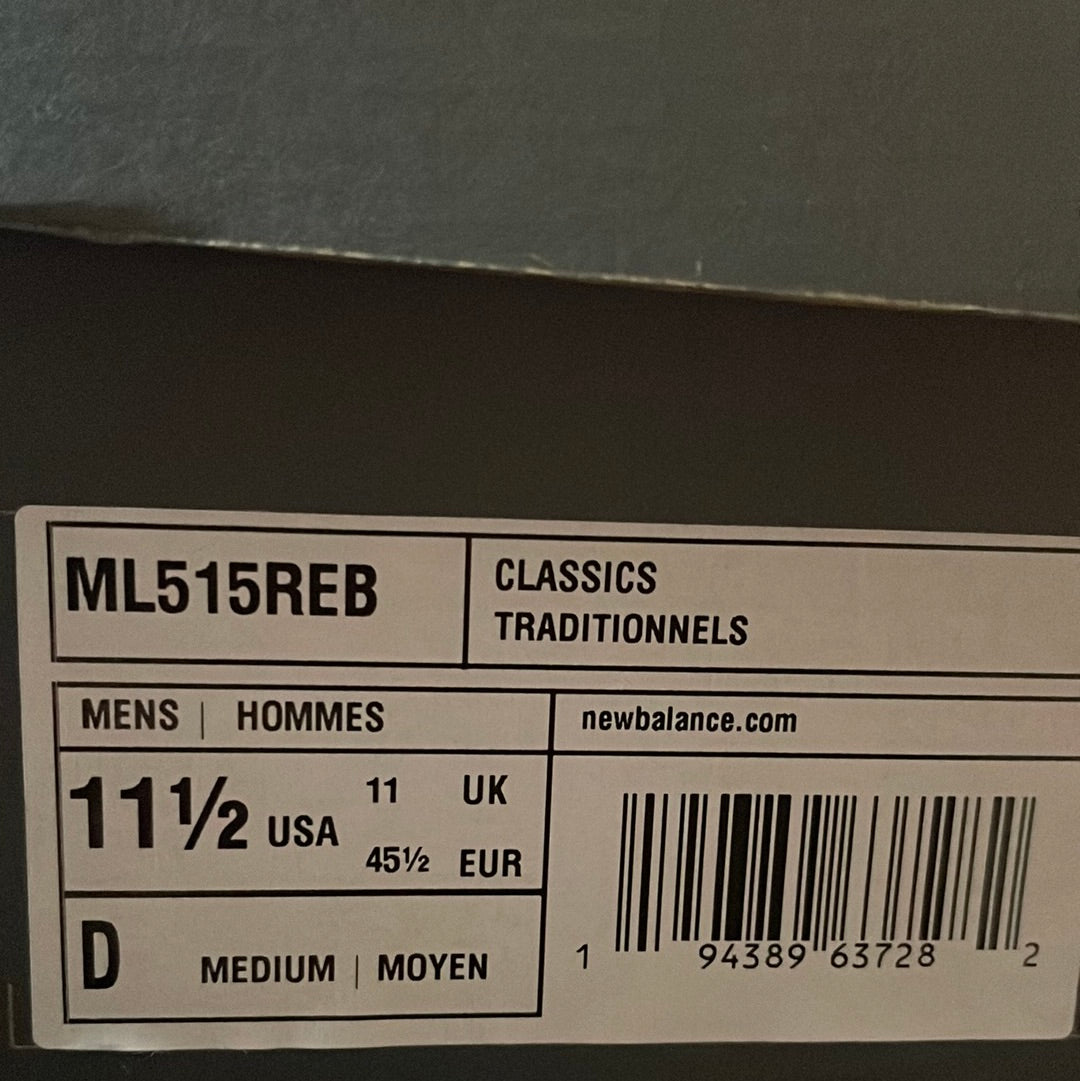 ML515REB
CLASSICS
TRADITIONNELS
MENS | HOMMES
newbalance.com
11½ USA
11 UK
45½ EUR
D MEDIUM | MOYEN
1 94389 63728 2